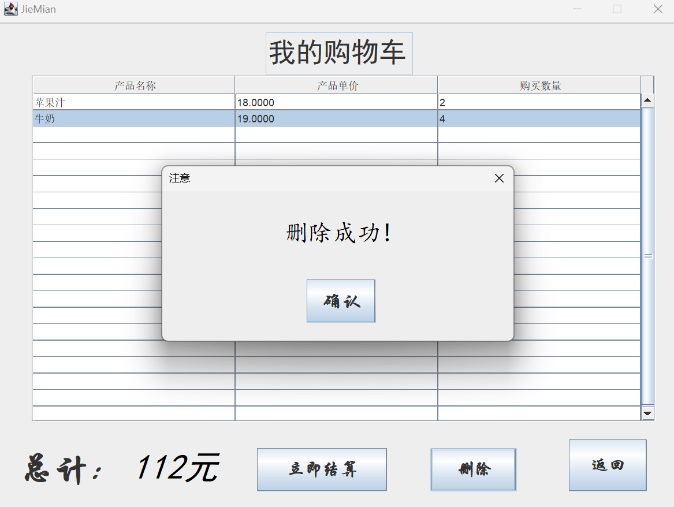 JieMian
我的购物车
产品名称 产品单价 购买数量
苹果汁 18.0000 2
牛奶 19.0000 4
注意
删除成功!
确认
总计： 112元 立即结算 删除 返回